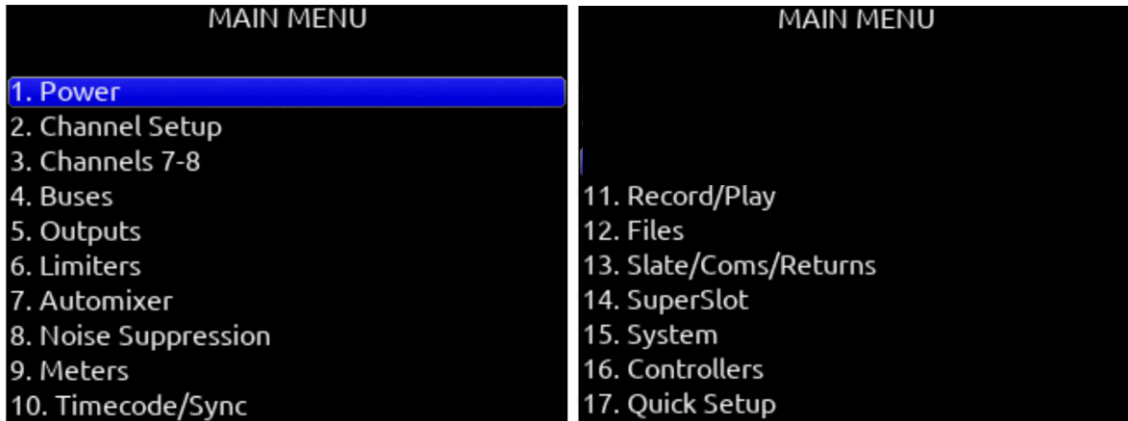 MAIN MENU
1. Power
2. Channel Setup
3. Channels 7-8
4. Buses
5. Outputs
6. Limiters
7. Automixer
8. Noise Suppression
9. Meters
10. Timecode/Sync
MAIN MENU
11. Record/Play
12. Files
13. Slate/Coms/Returns
14. SuperSlot
15. System
16. Controllers
17. Quick Setup